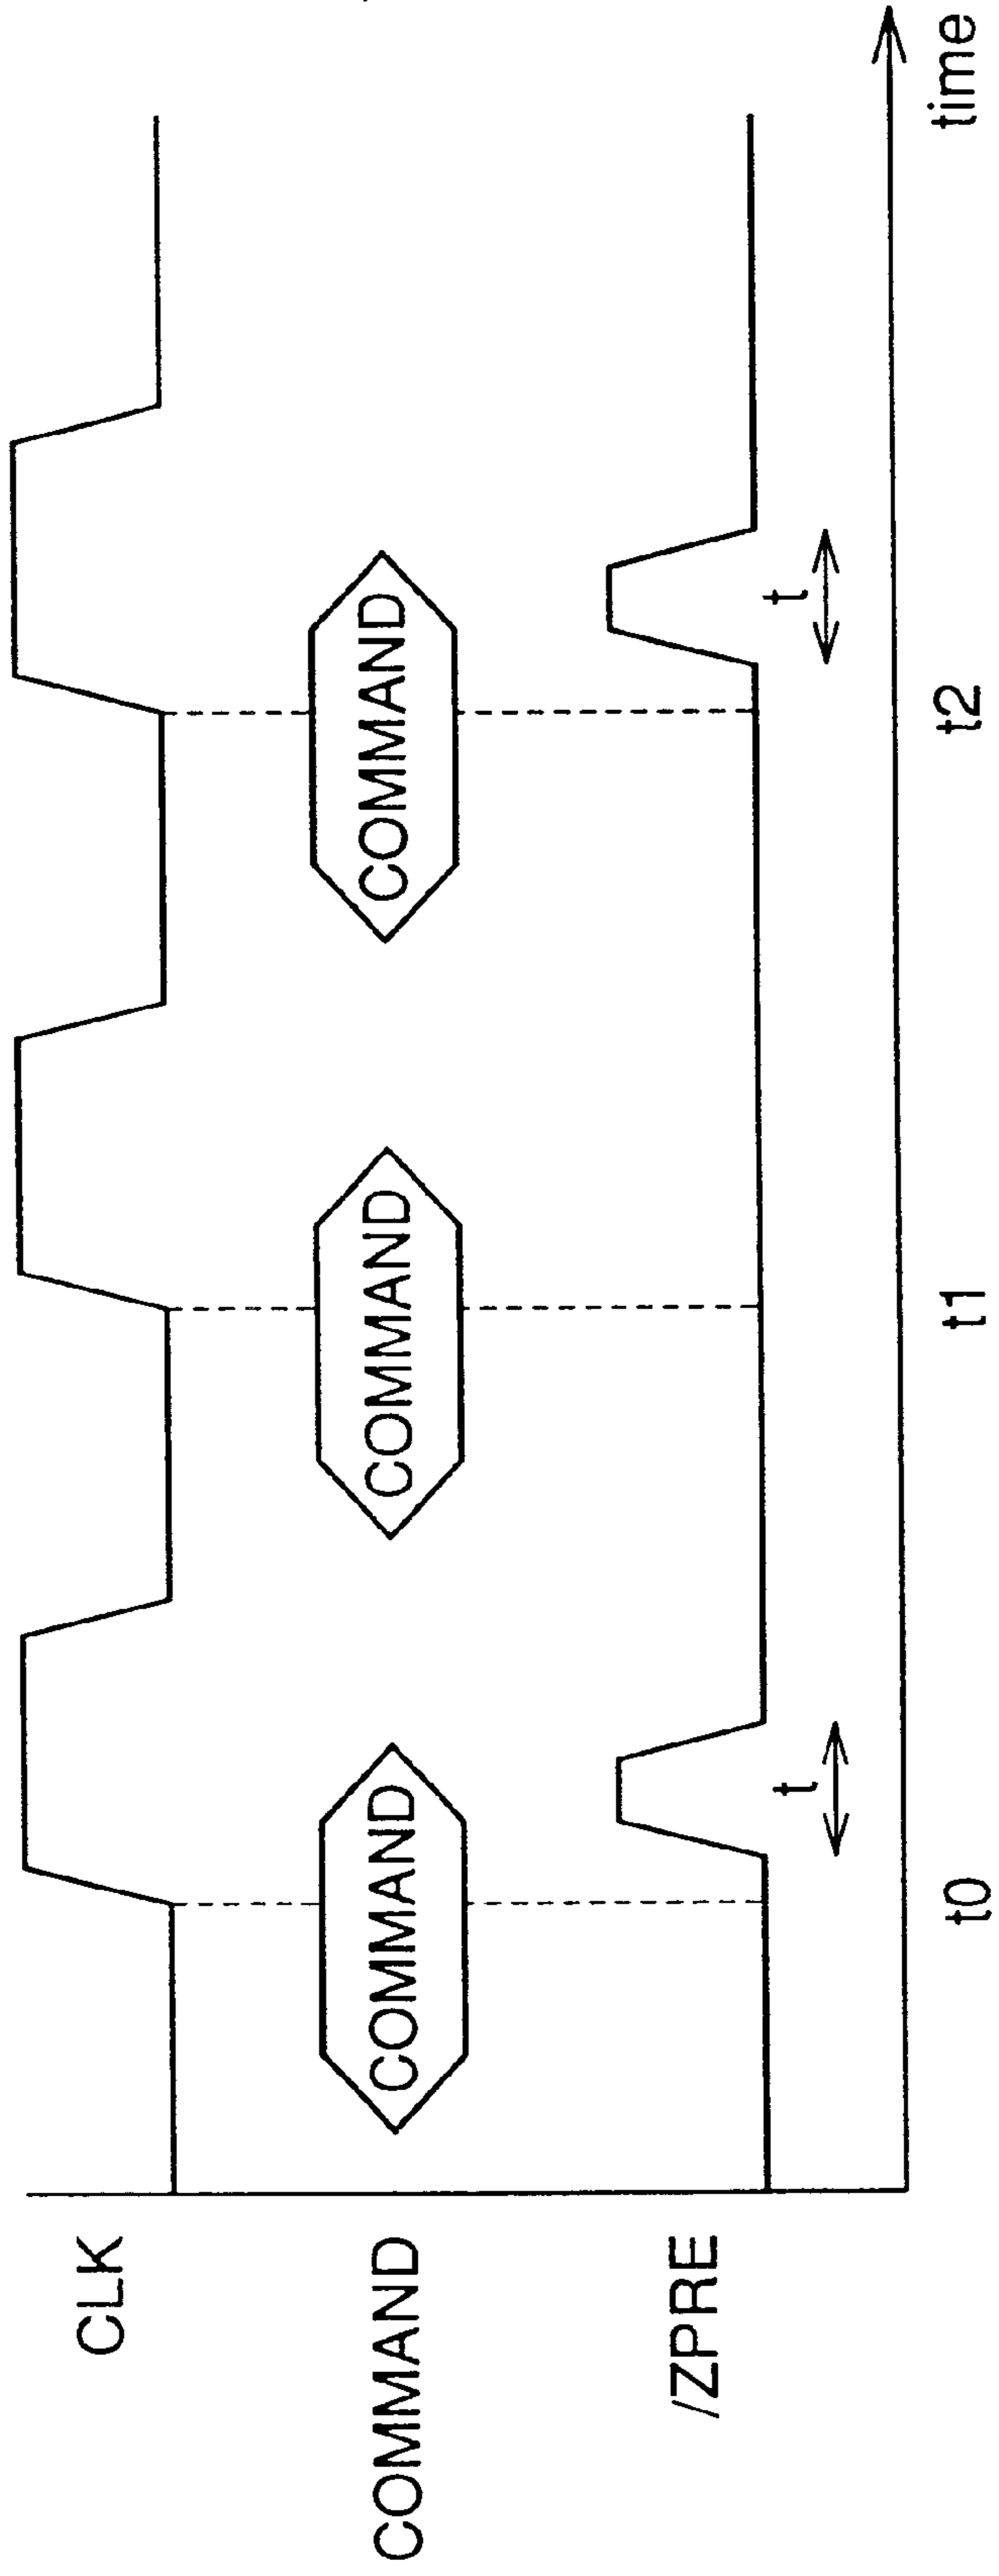 CLK
COMMAND
COMMAND COMMAND COMMAND
/ZPRE
t t
t0 t1 t2 time